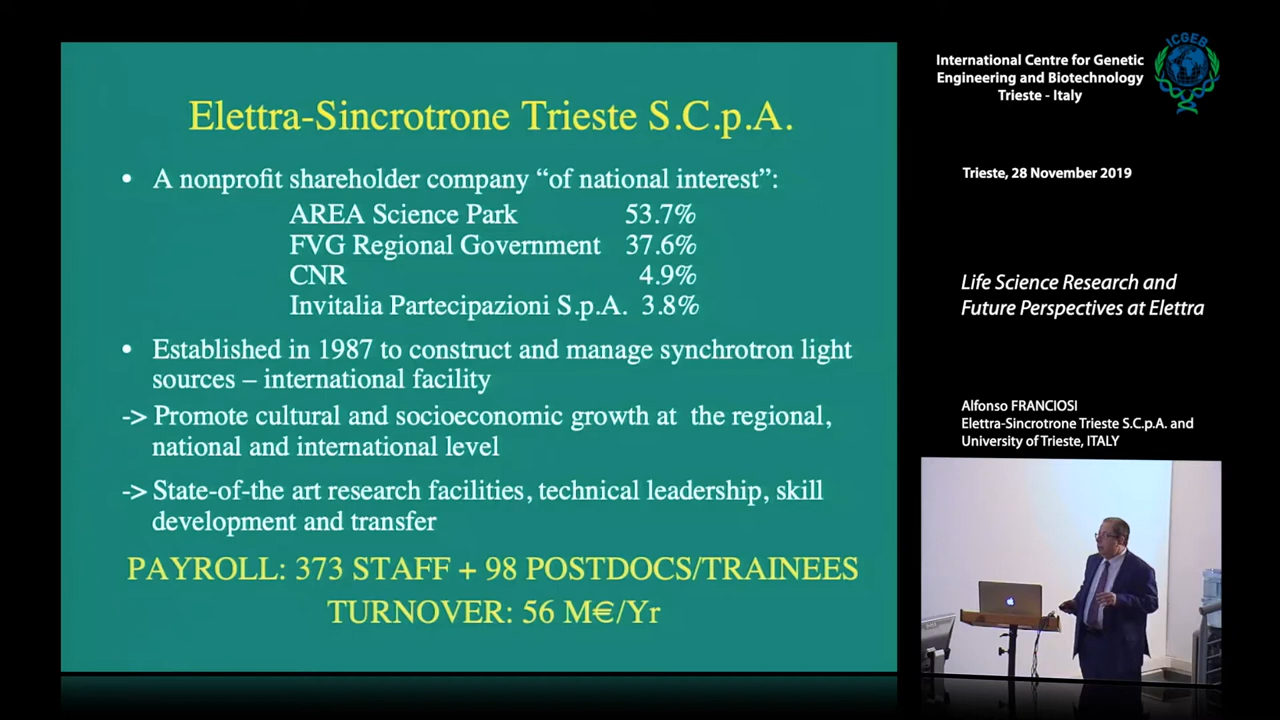 Elettra-Sincrotrone Trieste S.C.p.A.
• A nonprofit shareholder company “of national interest”:
AREA Science Park 53.7%
FVG Regional Government 37.6%
CNR 4.9%
Invitalia Partecipazioni S.p.A. 3.8%
• Established in 1987 to construct and manage synchrotron light
sources – international facility
-> Promote cultural and socioeconomic growth at the regional,
national and international level
-> State-of-the art research facilities, technical leadership, skill
development and transfer
PAYROLL: 373 STAFF + 98 POSTDOCS/TRAINEES
TURNOVER: 56 M€/Yr
International Centre for Genetic
Engineering and Biotechnology
Trieste - Italy
ICGEB
Trieste, 28 November 2019
Life Science Research and
Future Perspectives at Elettra
Alfonso FRANCIOSI
Elettra-Sincrotrone Trieste S.C.p.A. and
University of Trieste, ITALY